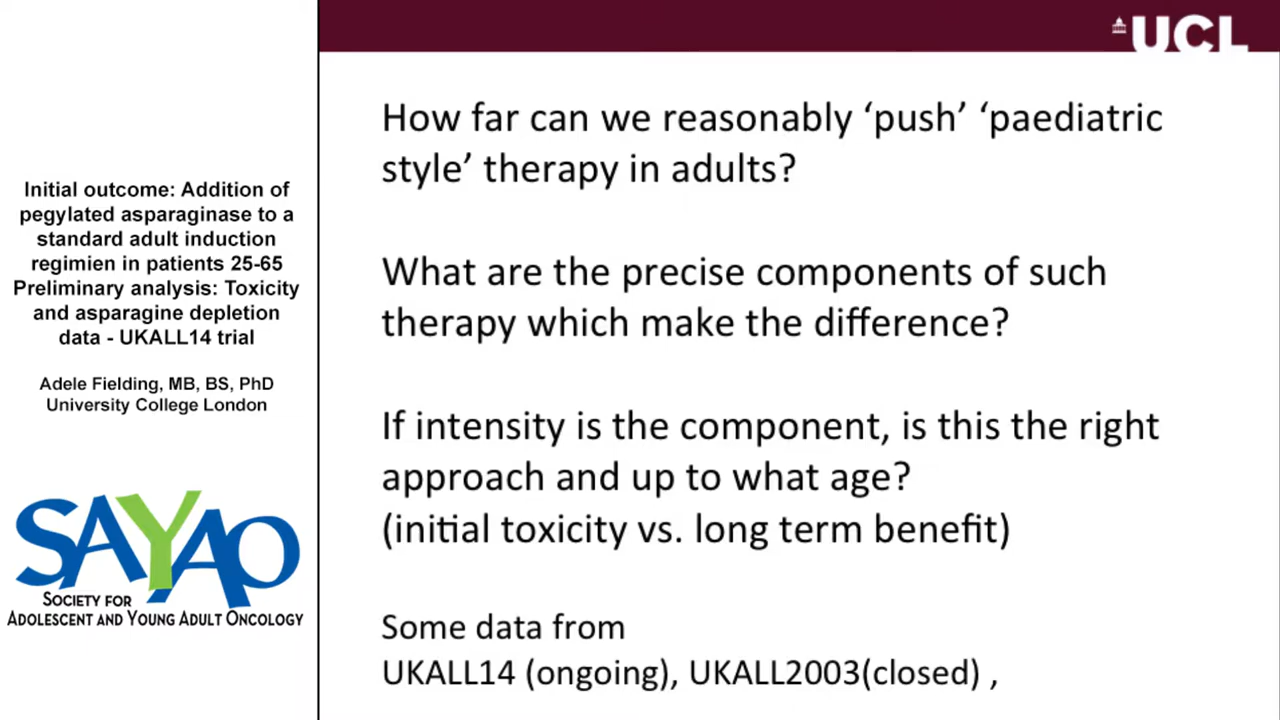 Initial outcome: Addition of
pegylated asparaginase to a
standard adult induction
regimien in patients 25-65
Preliminary analysis: Toxicity
and asparagine depletion
data - UKALL14 trial
Adele Fielding, MB, BS, PhD
University College London
SAYAO
SOCIETY FOR
ADOLESCENT AND YOUNG ADULT ONCOLOGY
UCL
How far can we reasonably ‘push’ ‘paediatric
style’ therapy in adults?
What are the precise components of such
therapy which make the difference?
If intensity is the component, is this the right
approach and up to what age?
(initial toxicity vs. long term benefit)
Some data from
UKALL14 (ongoing), UKALL2003(closed) ,